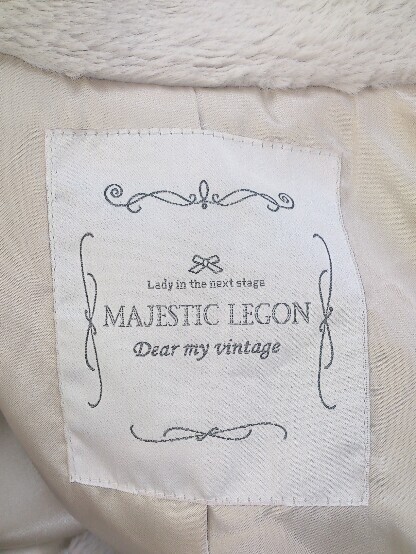 Lady in the next stage
MAJESTIC LEGON
Dear my vintage